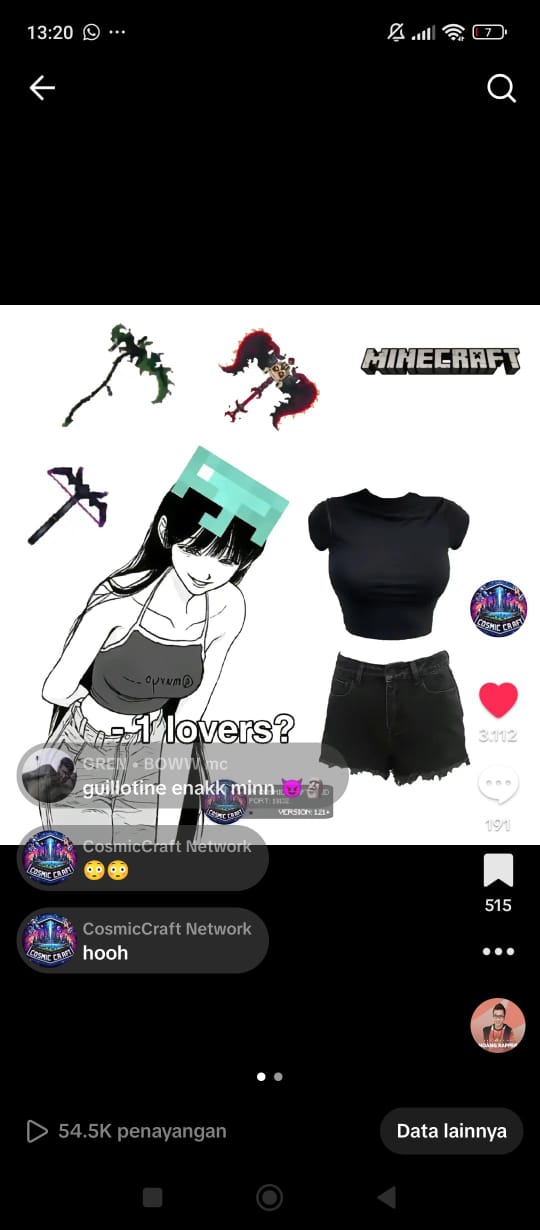 13:20
7
MINECRAFT
COSMIC CRAFT
- 1 lovers?
3.112
GREN • BOWW mc
guillotine enakk minn 😈🗿
PORT: 19132
VERSION: 1.21+
191
CosmicCraft Network
😳😳
515
CosmicCraft Network
hooh
54.5K penayangan
Data lainnya